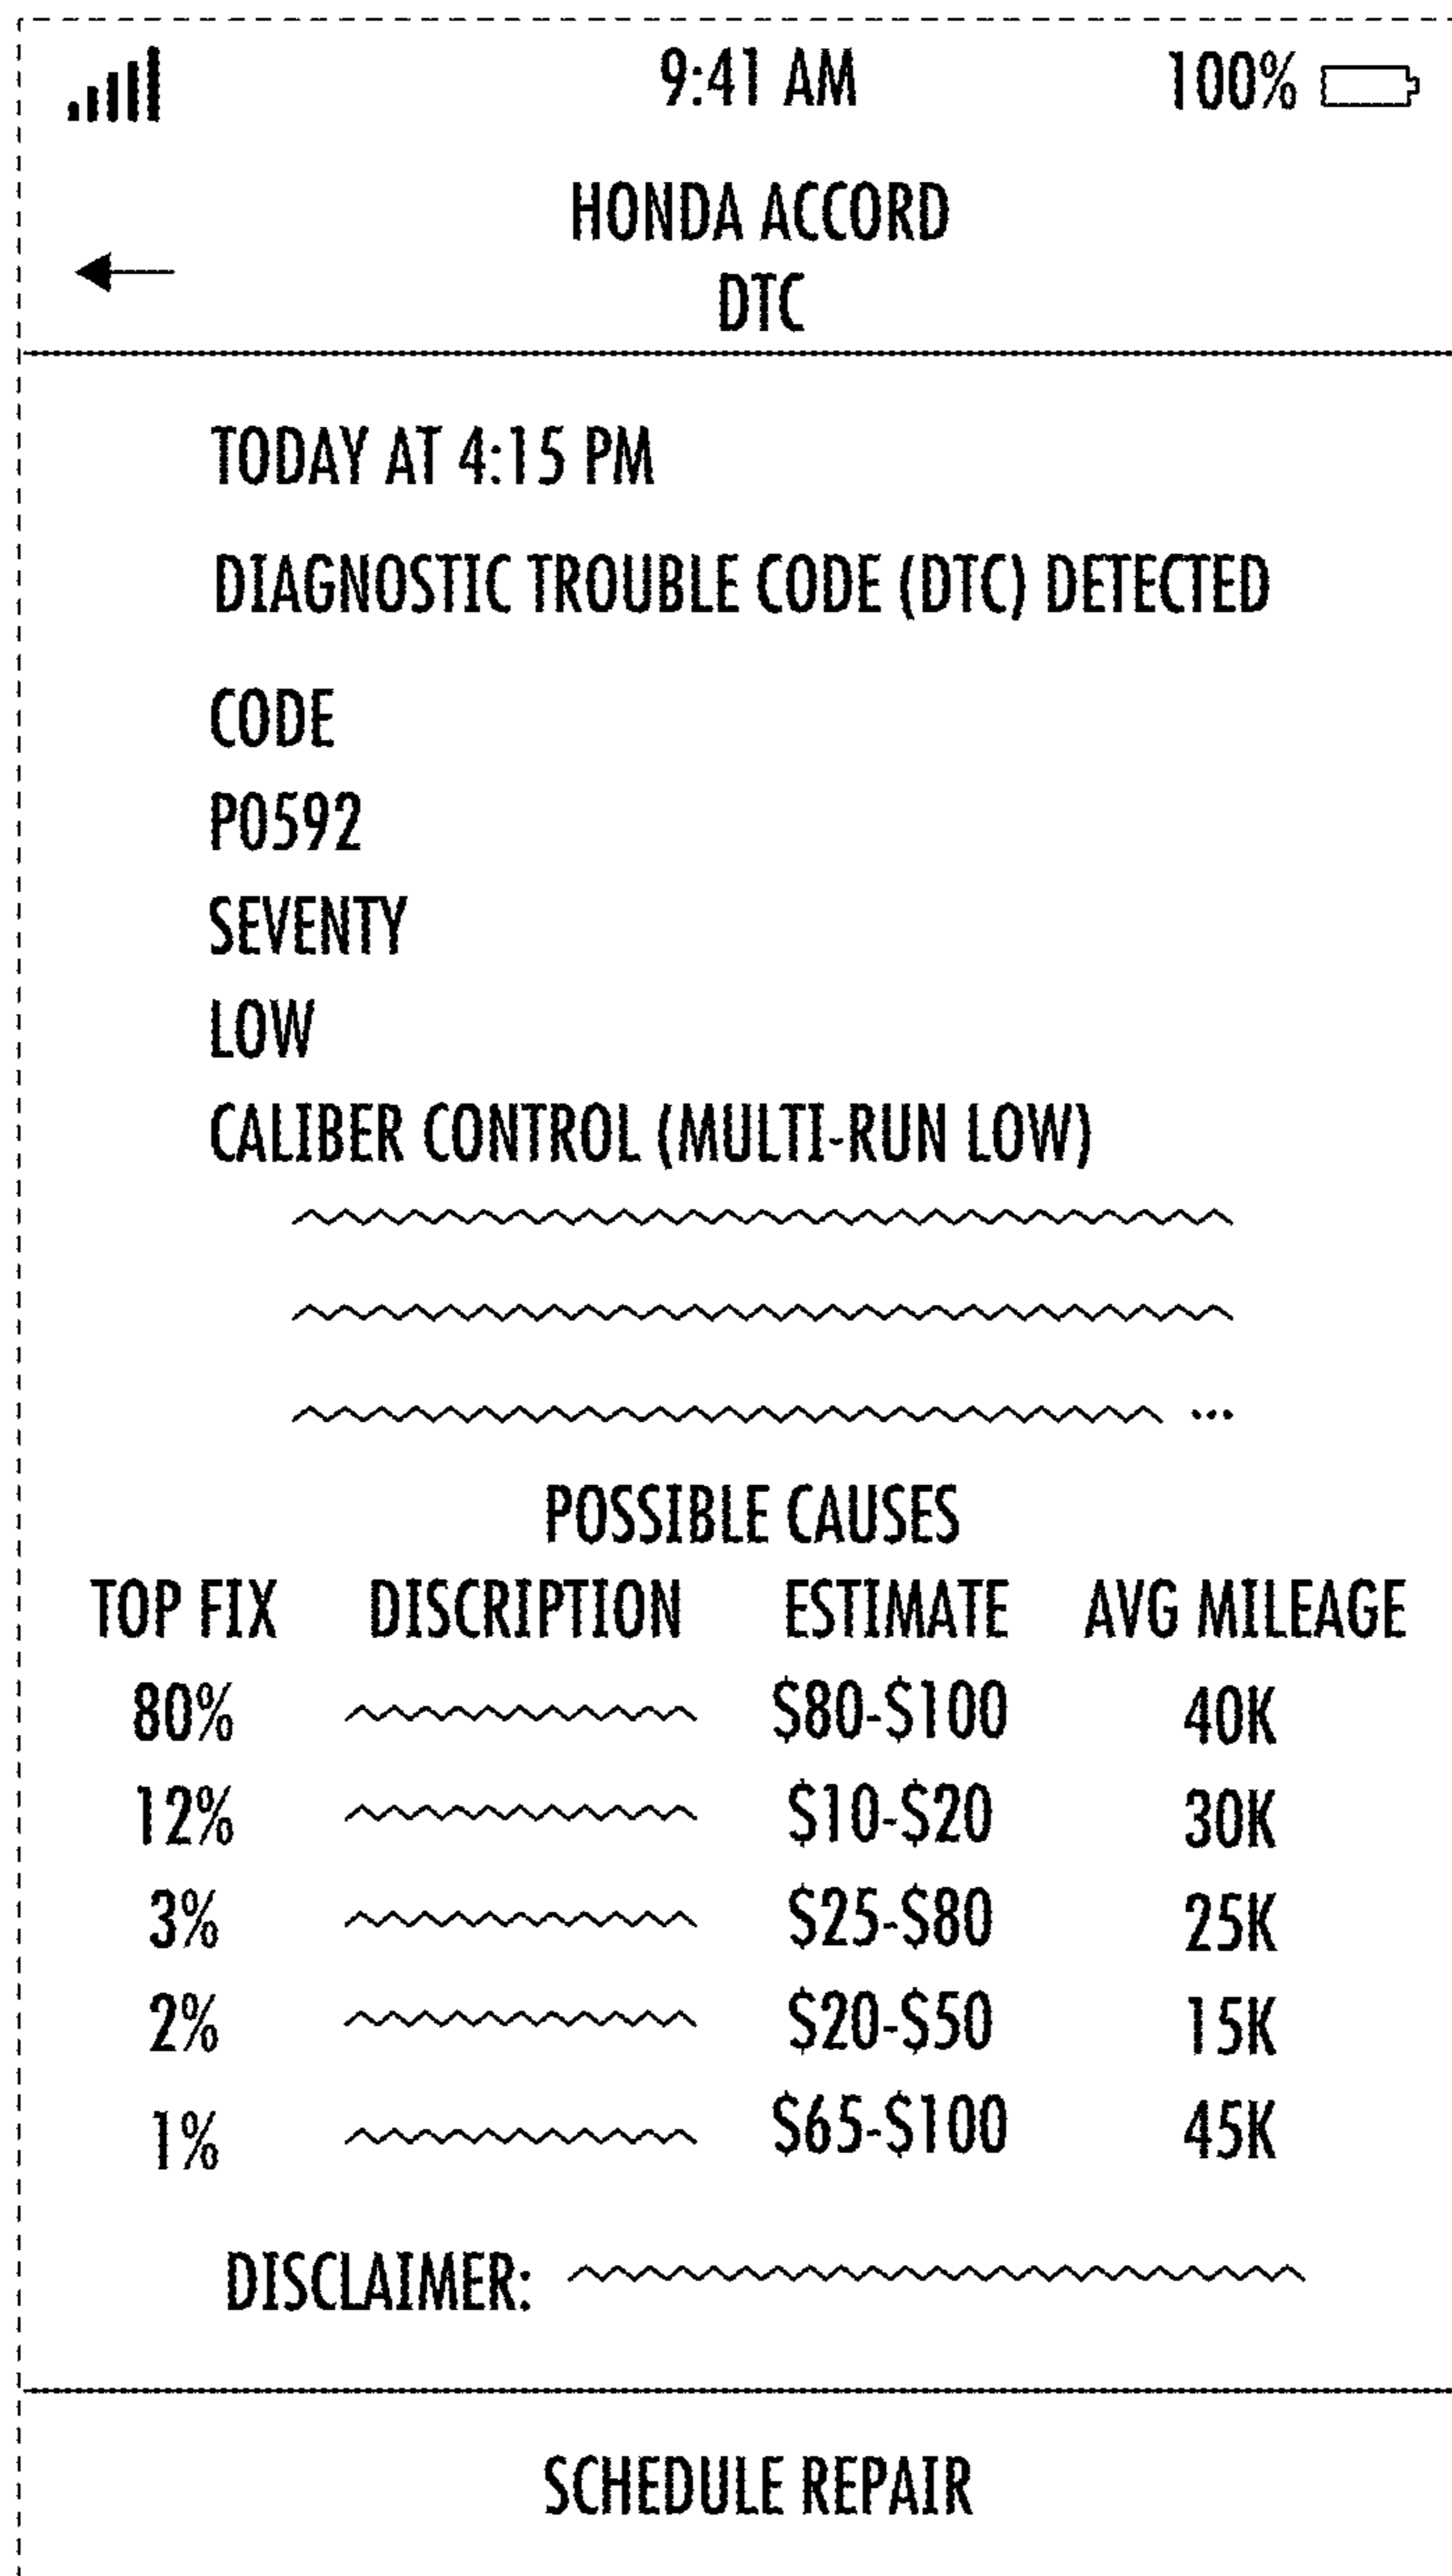 9:41 AM 100%
HONDA ACCORD
DTC
TODAY AT 4:15 PM
DIAGNOSTIC TROUBLE CODE (DTC) DETECTED
CODE
P0592
SEVENTY
LOW
CALIBER CONTROL (MULTI-RUN LOW)
...
POSSIBLE CAUSES
TOP FIX DISCRIPTION ESTIMATE AVG MILEAGE
80% $80-$100 40K
12% $10-$20 30K
3% $25-$80 25K
2% $20-$50 15K
1% $65-$100 45K
DISCLAIMER:
SCHEDULE REPAIR